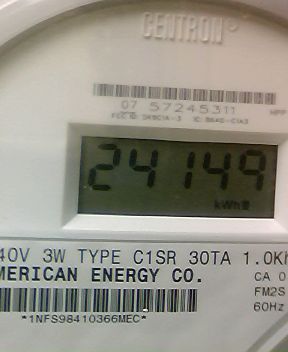 CENTRON®
07 57245311
24149
kWh
40V 3W TYPE C1SR 30TA 1.0Kh
MERICAN ENERGY CO.
CA 0
FM2S
60Hz
*1NFS98410366MEC*